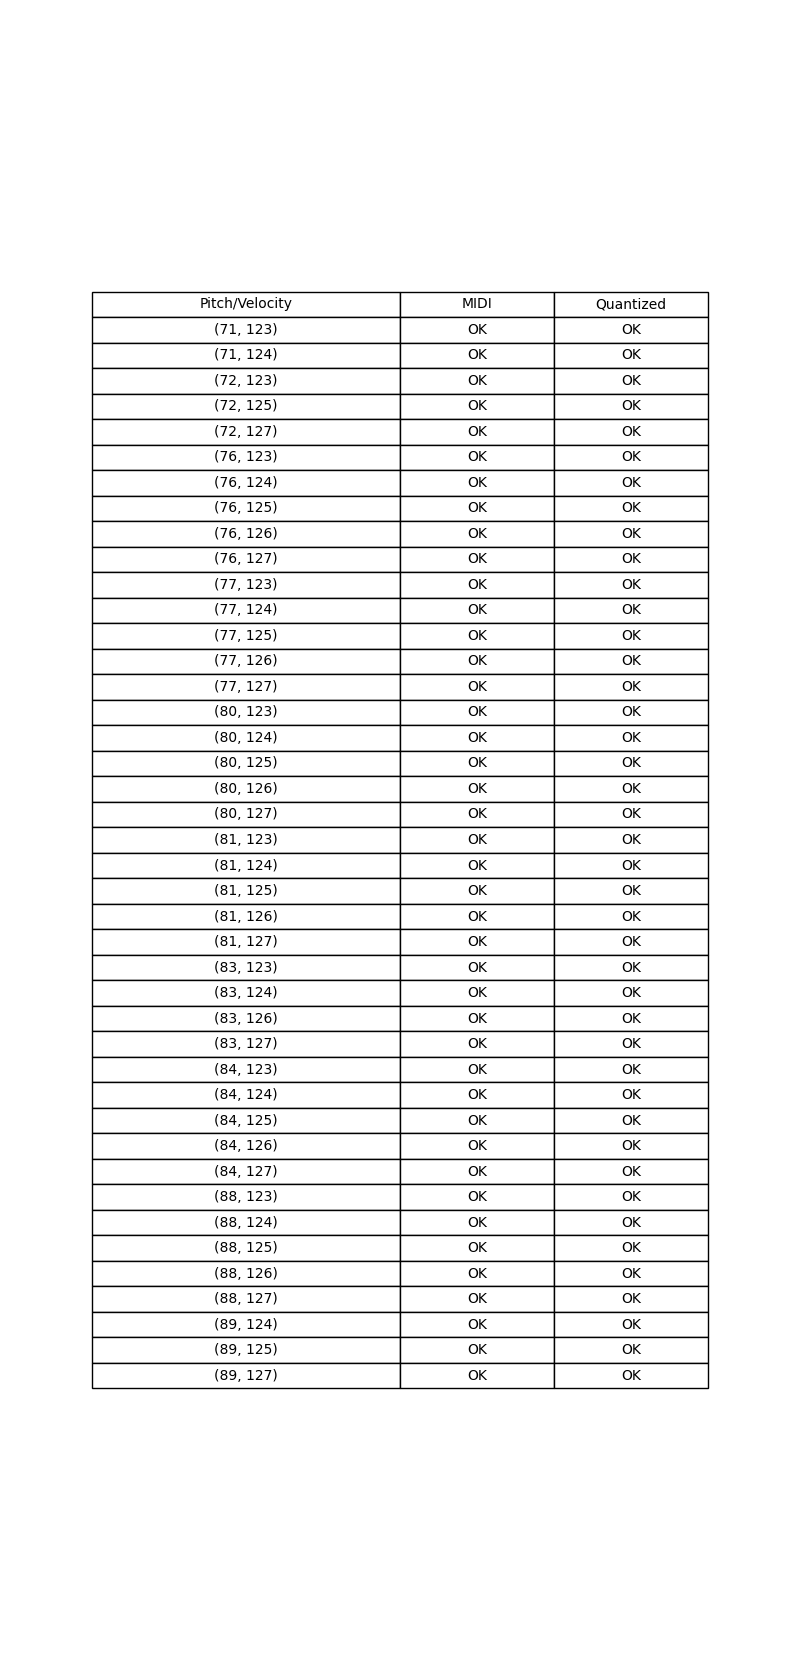 Pitch/Velocity MIDI Quantized
(71, 123) OK OK
(71, 124) OK OK
(72, 123) OK OK
(72, 125) OK OK
(72, 127) OK OK
(76, 123) OK OK
(76, 124) OK OK
(76, 125) OK OK
(76, 126) OK OK
(76, 127) OK OK
(77, 123) OK OK
(77, 124) OK OK
(77, 125) OK OK
(77, 126) OK OK
(77, 127) OK OK
(80, 123) OK OK
(80, 124) OK OK
(80, 125) OK OK
(80, 126) OK OK
(80, 127) OK OK
(81, 123) OK OK
(81, 124) OK OK
(81, 125) OK OK
(81, 126) OK OK
(81, 127) OK OK
(83, 123) OK OK
(83, 124) OK OK
(83, 126) OK OK
(83, 127) OK OK
(84, 123) OK OK
(84, 124) OK OK
(84, 125) OK OK
(84, 126) OK OK
(84, 127) OK OK
(88, 123) OK OK
(88, 124) OK OK
(88, 125) OK OK
(88, 126) OK OK
(88, 127) OK OK
(89, 124) OK OK
(89, 125) OK OK
(89, 127) OK OK